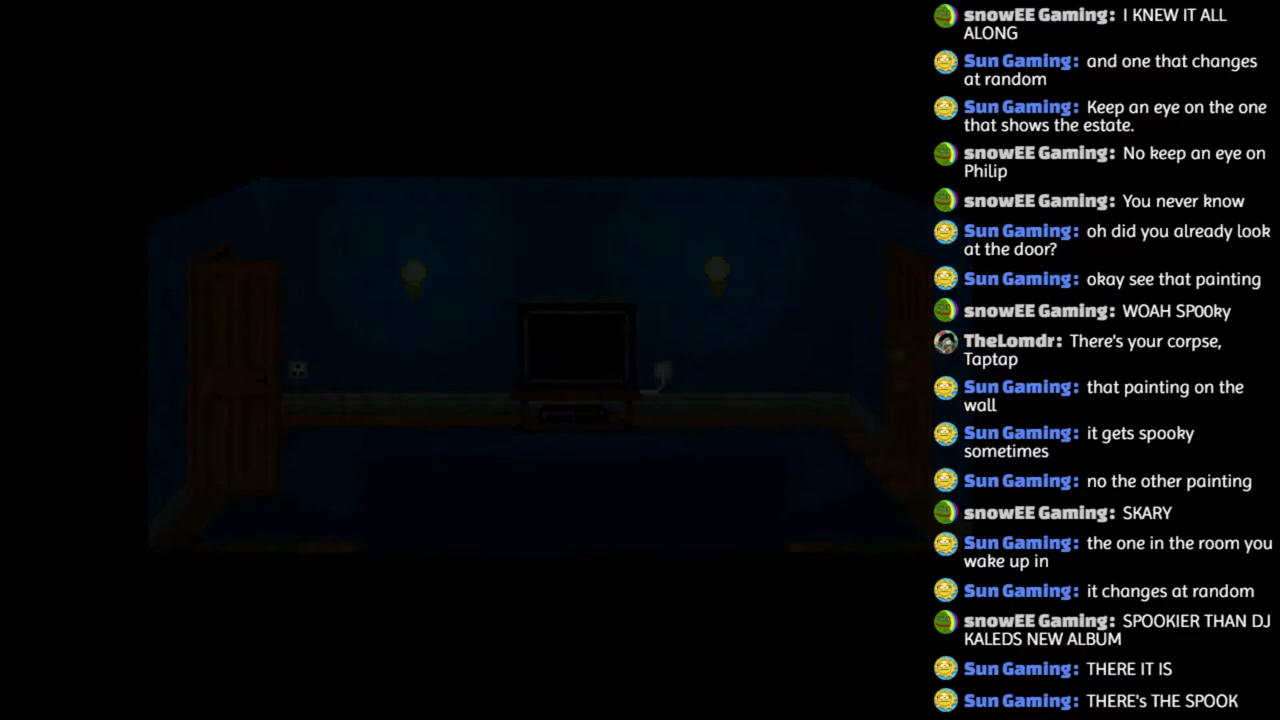 snowEE Gaming: I KNEW IT ALL
ALONG
Sun Gaming: and one that changes
at random
Sun Gaming: Keep an eye on the one
that shows the estate.
snowEE Gaming: No keep an eye on
Philip
snowEE Gaming: You never know
Sun Gaming: oh did you already look
at the door?
Sun Gaming: okay see that painting
snowEE Gaming: WOAH SP00ky
TheLomdr: There's your corpse,
Taptap
Sun Gaming: that painting on the
wall
Sun Gaming: it gets spooky
sometimes
Sun Gaming: no the other painting
snowEE Gaming: SKARY
Sun Gaming: the one in the room you
wake up in
Sun Gaming: it changes at random
snowEE Gaming: SPOOKIER THAN DJ
KALEDS NEW ALBUM
Sun Gaming: THERE IT IS
Sun Gaming: THERE's THE SPOOK